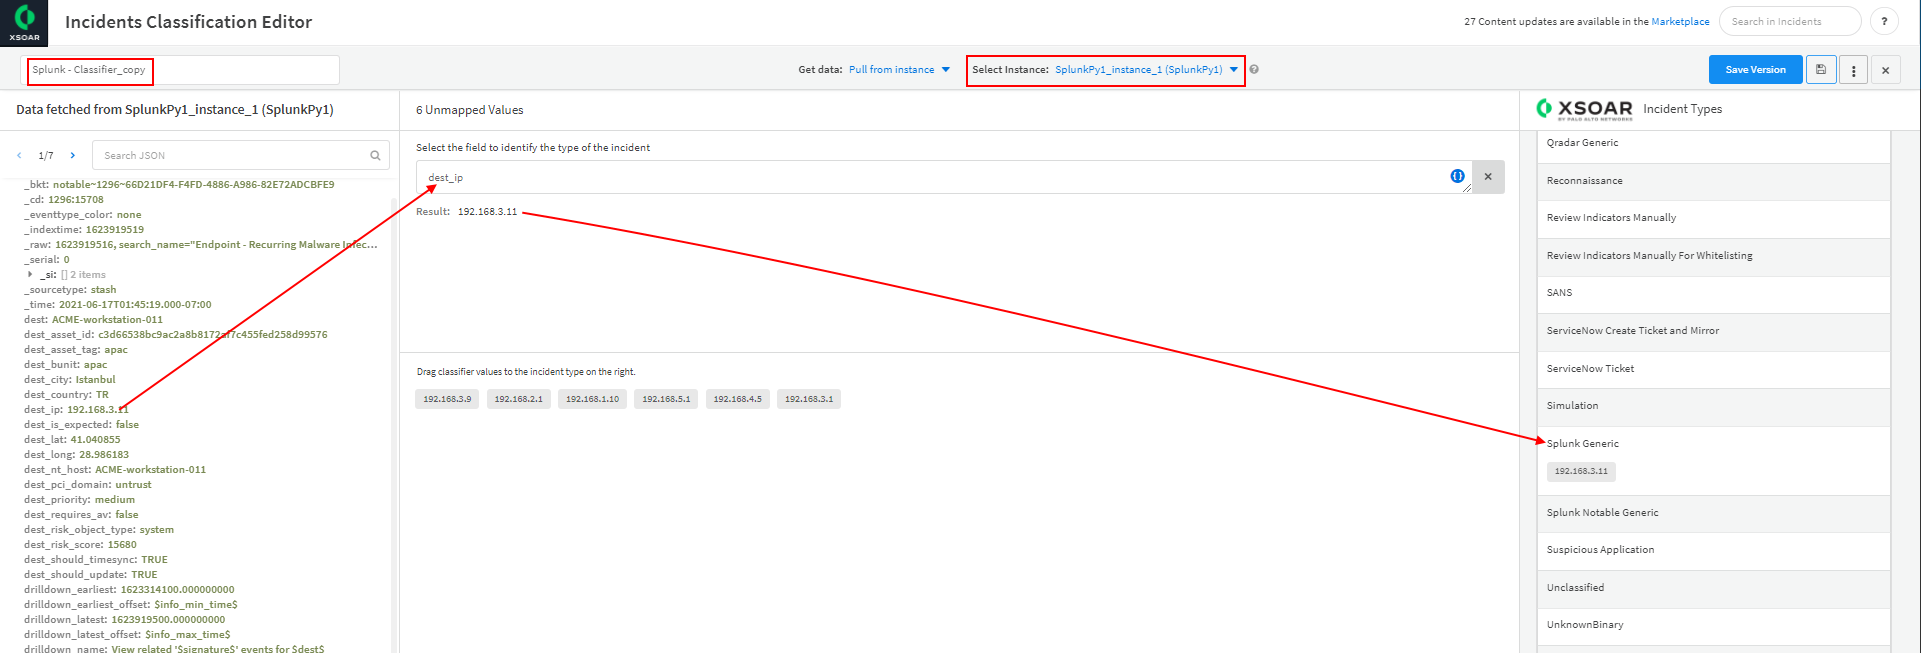 XSOAR
Incidents Classification Editor
27 Content updates are available in the Marketplace
Search in Incidents
?
Splunk - Classifier_copy
Get data: Pull from instance
Select Instance: SplunkPy1_instance_1 (SplunkPy1)
?
Save Version
Data fetched from SplunkPy1_instance_1 (SplunkPy1)
1/7
Search JSON
_bkt: notable~1296~66D21DF4-F4FD-4886-A986-82E72ADCBFE9
_cd: 1296:15708
_eventtype_color: none
_indextime: 1623919519
_raw: 1623919516, search_name="Endpoint - Recurring Malware Infec...
_serial: 0
_si: [] 2 items
_sourcetype: stash
_time: 2021-06-17T01:45:19.000-07:00
dest: ACME-workstation-011
dest_asset_id: c3d66538bc9ac2a8b8172af7c455fed258d99576
dest_asset_tag: apac
dest_bunit: apac
dest_city: Istanbul
dest_country: TR
dest_ip: 192.168.3.11
dest_is_expected: false
dest_lat: 41.040855
dest_long: 28.986183
dest_nt_host: ACME-workstation-011
dest_pci_domain: untrust
dest_priority: medium
dest_requires_av: false
dest_risk_object_type: system
dest_risk_score: 15680
dest_should_timesync: TRUE
dest_should_update: TRUE
drilldown_earliest: 1623314100.000000000
drilldown_earliest_offset: $info_min_time$
drilldown_latest: 1623919500.000000000
drilldown_latest_offset: $info_max_time$
drilldown_name: View related '$signature$' events for $dest$
6 Unmapped Values
Select the field to identify the type of the incident
dest_ip
Result: 192.168.3.11
Drag classifier values to the incident type on the right.
192.168.3.9 192.168.2.1 192.168.1.10 192.168.5.1 192.168.4.5 192.168.3.1
XSOAR
BY PALO ALTO NETWORKS
Incident Types
Qradar Generic
Reconnaissance
Review Indicators Manually
Review Indicators Manually For Whitelisting
SANS
ServiceNow Create Ticket and Mirror
ServiceNow Ticket
Simulation
Splunk Generic
192.168.3.11
Splunk Notable Generic
Suspicious Application
Unclassified
UnknownBinary